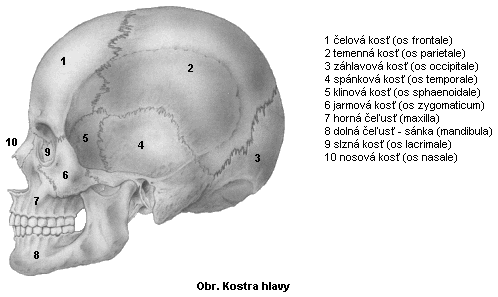 1 čelová kosť (os frontale)
2 temenná kosť (os parietale)
3 záhlavová kosť (os occipitale)
4 spánková kosť (os temporale)
5 klinová kosť (os sphaenoidale)
6 jarmová kosť (os zygomaticum)
7 horná čeľusť (maxilla)
8 dolná čeľusť - sánka (mandibula)
9 slzná kosť (os lacrimale)
10 nosová kosť (os nasale)
1
2
3
4
5
6
7
8
9
10
Obr. Kostra hlavy